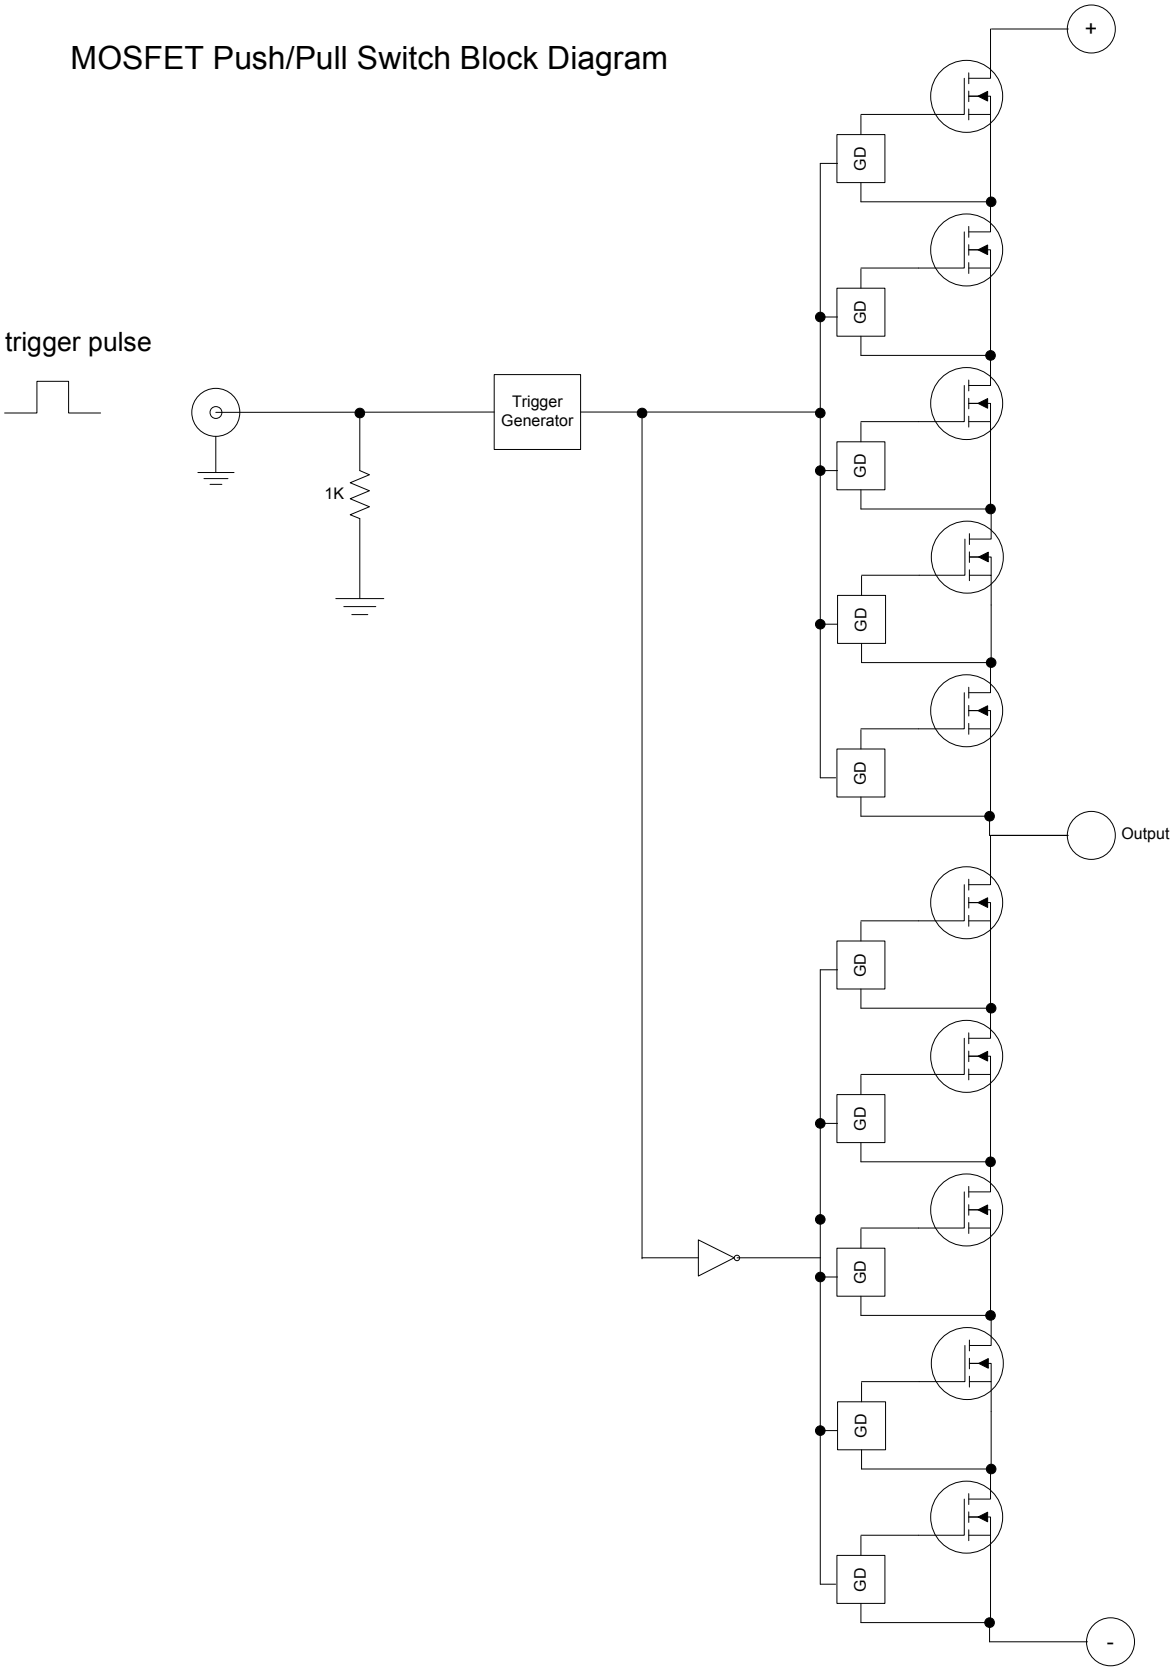 MOSFET Push/Pull Switch Block Diagram
+
GD
GD
trigger pulse
Trigger
Generator
GD
1K
GD
GD
Output
GD
GD
GD
GD
GD
-